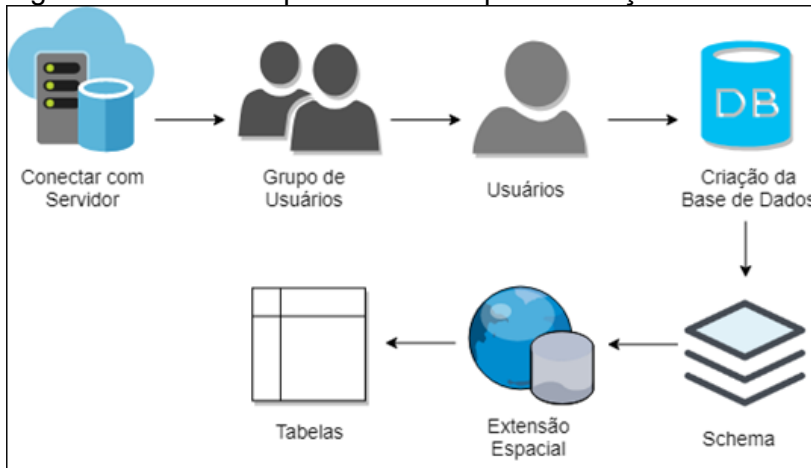 Conectar com
Servidor
Grupo de
Usuários
Usuários
DB
Criação da
Base de Dados
Tabelas
Extensão
Espacial
Schema